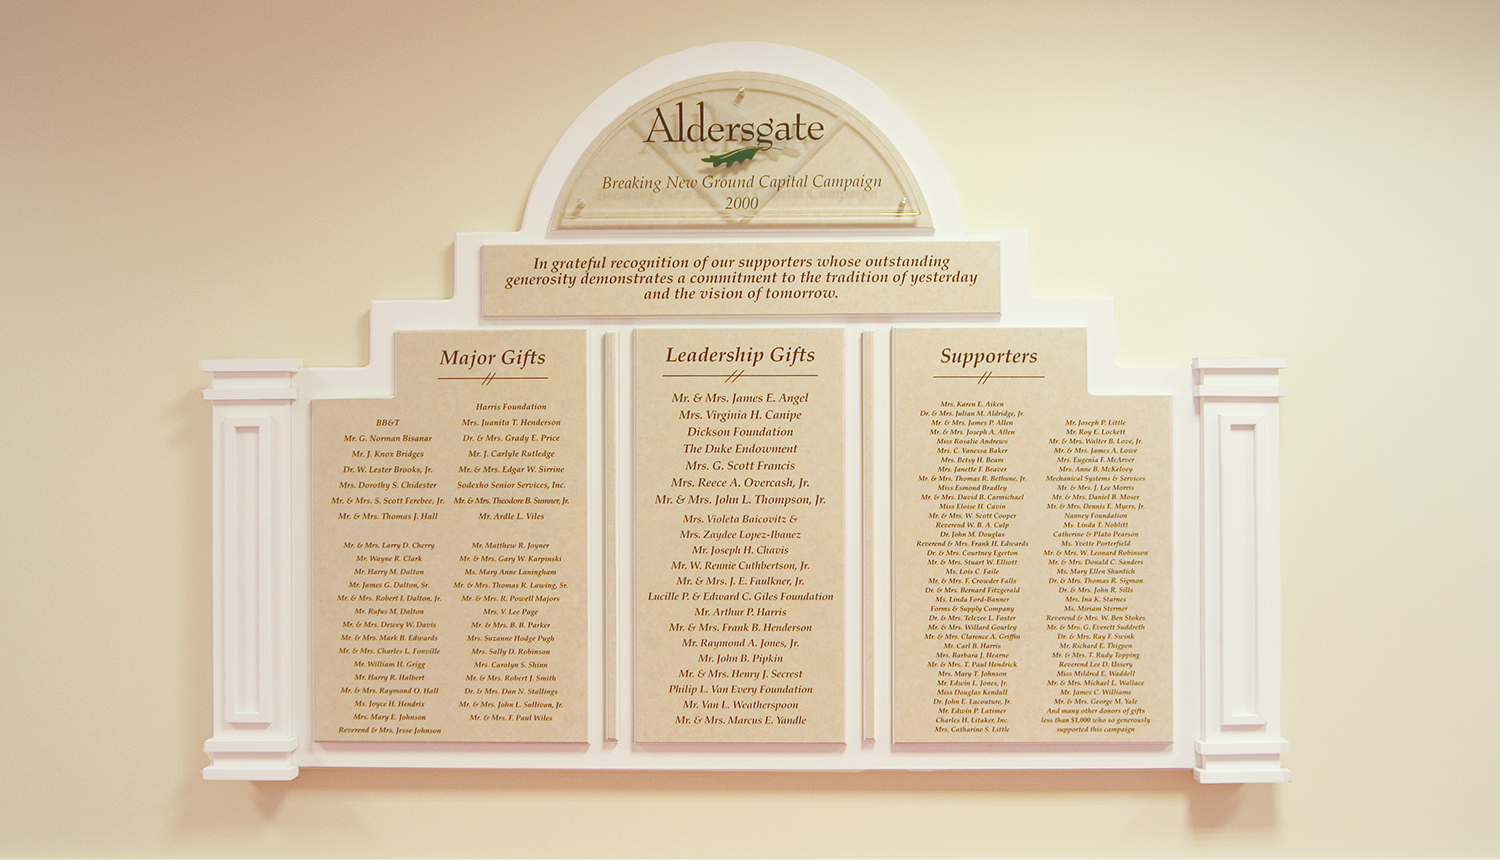 Aldersgate
Breaking New Ground Capital Campaign
2000
In grateful recognition of our supporters whose outstanding
generosity demonstrates a commitment to the tradition of yesterday
and the vision of tomorrow.
Major Gifts
BB&T
Mr. G. Norman Bisanar
Mr. J. Knox Bridges
Dr. W. Lester Brooks, Jr.
Mrs. Dorothy S. Chidester
Mr. & Mrs. S. Scott Ferebee, Jr.
Mr. & Mrs. Thomas J. Hall
Harris Foundation
Mrs. Juanita T. Henderson
Dr. & Mrs. Grady E. Price
Mr. J. Carlyle Rutledge
Mr. & Mrs. Edgar W. Sirrine
Sodexho Senior Services, Inc.
Mr. & Mrs. Theodore B. Sumner, Jr.
Mr. Ardle L. Viles
Mr. & Mrs. Larry D. Cherry
Mr. Wayne R. Clark
Mr. Harry M. Dalton
Mr. James G. Dalton, Sr.
Mr. & Mrs. Robert I. Dalton, Jr.
Mr. Rufus M. Dalton
Mr. & Mrs. Dewey W. Davis
Mr. & Mrs. Mark B. Edwards
Mr. & Mrs. Charles L. Fonville
Mr. William H. Grigg
Mr. Harry R. Halbert
Mr. & Mrs. Raymond O. Hall
Ms. Joyce H. Hendrix
Mrs. Mary E. Johnson
Reverend & Mrs. Jesse Johnson
Mr. Matthew R. Joyner
Mr. & Mrs. Gary W. Karpinski
Ms. Mary Anne Laningham
Mr. & Mrs. Thomas R. Lawing, Sr.
Mr. & Mrs. R. Powell Majors
Mrs. V. Lee Page
Mr. & Mrs. B. B. Parker
Mrs. Suzanne Hodge Pugh
Mrs. Sally D. Robinson
Mrs. Carolyn S. Shinn
Mr. & Mrs. Robert J. Smith
Dr. & Mrs. Dan N. Stallings
Mr. & Mrs. John L. Sullivan, Jr.
Mr. & Mrs. F. Paul Wiles
Leadership Gifts
Mr. & Mrs. James E. Angel
Mrs. Virginia H. Canipe
Dickson Foundation
The Duke Endowment
Mrs. G. Scott Francis
Mrs. Reece A. Overcash, Jr.
Mr. & Mrs. John L. Thompson, Jr.
Mrs. Violeta Baicovitz &
Mrs. Zaydee Lopez-Ibanez
Mr. Joseph H. Chavis
Mr. W. Rennie Cuthbertson, Jr.
Mr. & Mrs. J. E. Faulkner, Jr.
Lucille P. & Edward C. Giles Foundation
Mr. Arthur P. Harris
Mr. & Mrs. Frank B. Henderson
Mr. Raymond A. Jones, Jr.
Mr. John B. Pipkin
Mr. & Mrs. Henry J. Secrest
Philip L. Van Every Foundation
Mr. Van L. Weatherspoon
Mr. & Mrs. Marcus E. Yandle
Supporters
Mrs. Karen E. Aiken
Dr. & Mrs. Julian M. Aldridge, Jr.
Mr. & Mrs. James P. Allen
Mr. & Mrs. Joseph A. Allen
Miss Rosalie Andrews
Mrs. C. Vanessa Baker
Mrs. Betsy H. Beam
Mrs. Janette F. Beaver
Mr. & Mrs. Thomas R. Bethune, Jr.
Miss Esmond Bradley
Mr. & Mrs. David B. Carmichael
Miss Eloise H. Cavin
Mr. & Mrs. W. Scott Cooper
Reverend W. B. A. Culp
Dr. John M. Douglas
Reverend & Mrs. Frank H. Edwards
Dr. & Mrs. Courtney Egerton
Mr. & Mrs. Stuart W. Elliott
Ms. Lois C. Faile
Mr. & Mrs. F. Crowder Falls
Dr. & Mrs. Bernard Fitzgerald
Ms. Linda Ford-Banner
Forms & Supply Company
Dr. & Mrs. Telezee L. Foster
Mr. & Mrs. Willard Gourley
Mr. & Mrs. Clarence A. Griffin
Mr. Carl B. Harris
Mrs. Barbara J. Hearne
Mr. & Mrs. T. Paul Hendrick
Mrs. Mary T. Johnson
Mr. Edwin L. Jones, Jr.
Miss Douglas Kendall
Dr. John E. Lacouture, Jr.
Mr. Edwin P. Latimer
Charles H. Litaker, Inc.
Mrs. Catharine S. Little
Mr. Joseph P. Little
Mr. Roy E. Lockett
Mr. & Mrs. Walter B. Love, Jr.
Mr. & Mrs. James A. Lowe
Mrs. Eugenia F. McArver
Mrs. Anne B. McKelvey
Mechanical Systems & Services
Mr. & Mrs. J. Lee Morris
Mr. & Mrs. Daniel B. Moser
Mr. & Mrs. Dennis E. Myers, Jr.
Nanney Foundation
Ms. Linda T. Noblitt
Catherine & Plato Pearson
Ms. Yvette Porterfield
Mr. & Mrs. W. Leonard Robinson
Mr. & Mrs. Donald C. Sanders
Ms. Mary Ellen Shuntich
Dr. & Mrs. Thomas R. Sigmon
Dr. & Mrs. John R. Sills
Mrs. Ina K. Starnes
Ms. Miriam Stermer
Reverend & Mrs. W. Ben Stokes
Mr. & Mrs. G. Everett Suddreth
Dr. & Mrs. Ray F. Swink
Mr. Richard E. Thigpen
Mr. & Mrs. T. Rudy Topping
Reverend Lee D. Ussery
Miss Mildred E. Waddell
Mr. & Mrs. Michael L. Wallace
Mr. James C. Williams
Mr. & Mrs. George M. Yale
And many other donors of gifts
less than $1,000 who so generously
supported this campaign